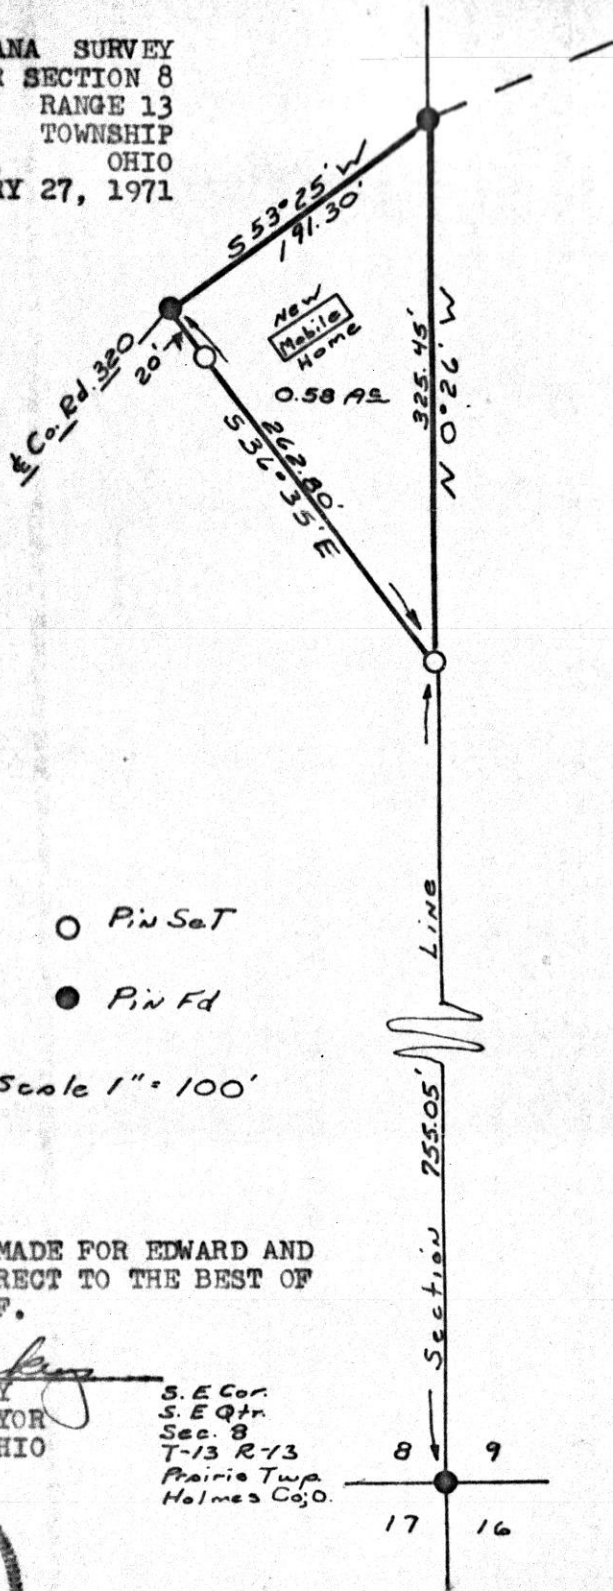 ANA SURVEY
R SECTION 8
RANGE 13
TOWNSHIP
OHIO
RY 27, 1971
S 53° 25' W
191.30'
New
Mobile
Home
0.58 Ac
325.45'
N 0° 26' W
℄ Co. Rd. 320
20'
262.80'
S 36° 35' E
Pin Set
Pin Fd
Scale 1" = 100'
Section 755.05' Line
MADE FOR EDWARD AND
RECT TO THE BEST OF
F.
Y
YOR
HIO
S. E Cor.
S. E Qtr.
Sec. 8
T-13 R-13
Prairie Twp.
Holmes Co; O.
8 9
17 16